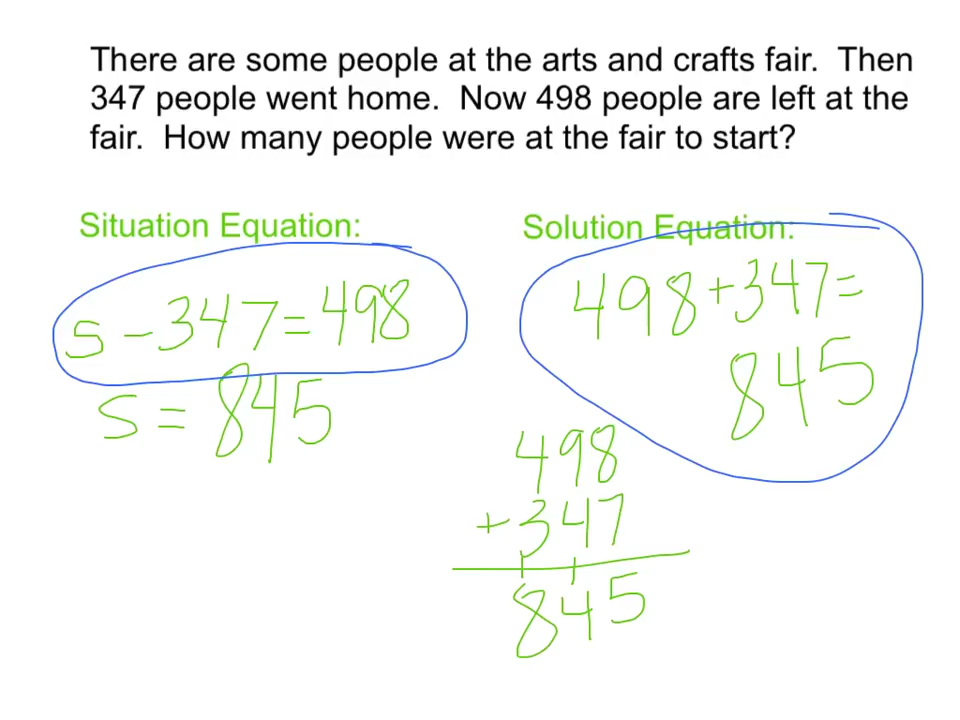 There are some people at the arts and crafts fair.  Then
347 people went home.  Now 498 people are left at the
fair.  How many people were at the fair to start?
Situation Equation:
s - 347 = 498
s = 845
Solution Equation:
498 + 347 =
845
498
+ 347
1 1
845